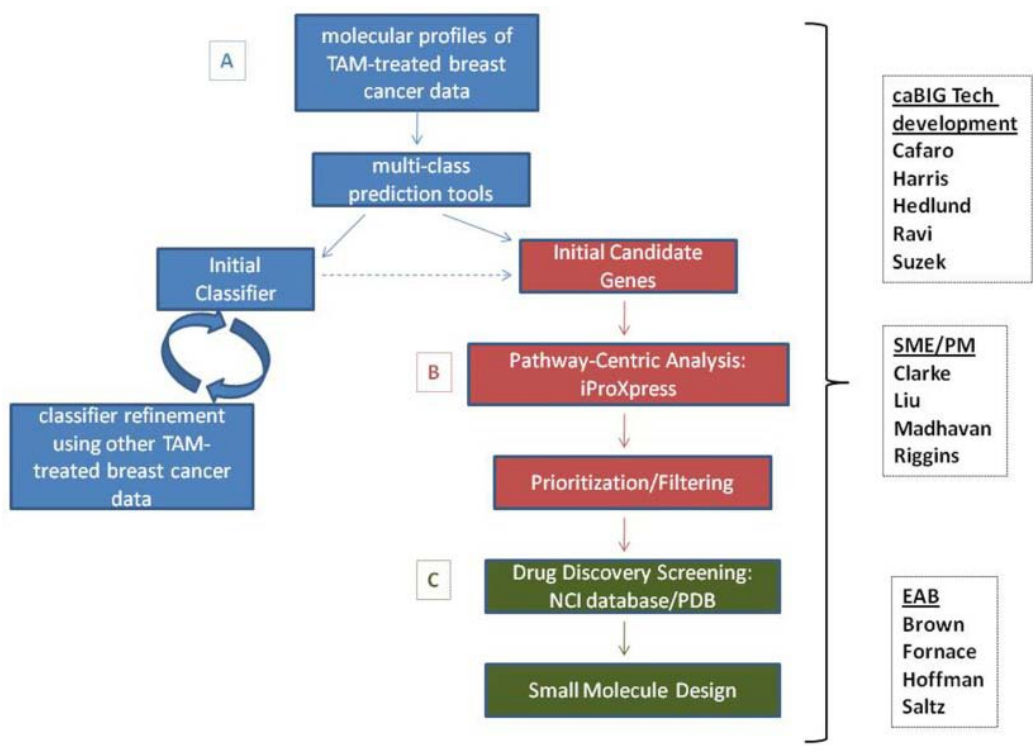 A
molecular profiles of
TAM-treated breast
cancer data
multi-class
prediction tools
Initial
Classifier
Initial Candidate
Genes
classifier refinement
using other TAM-
treated breast cancer
data
B
Pathway-Centric Analysis:
iProXpress
Prioritization/Filtering
C
Drug Discovery Screening:
NCI database/PDB
Small Molecule Design
caBIG Tech
development
Cafaro
Harris
Hedlund
Ravi
Suzek
SME/PM
Clarke
Liu
Madhavan
Riggins
EAB
Brown
Fornace
Hoffman
Saltz